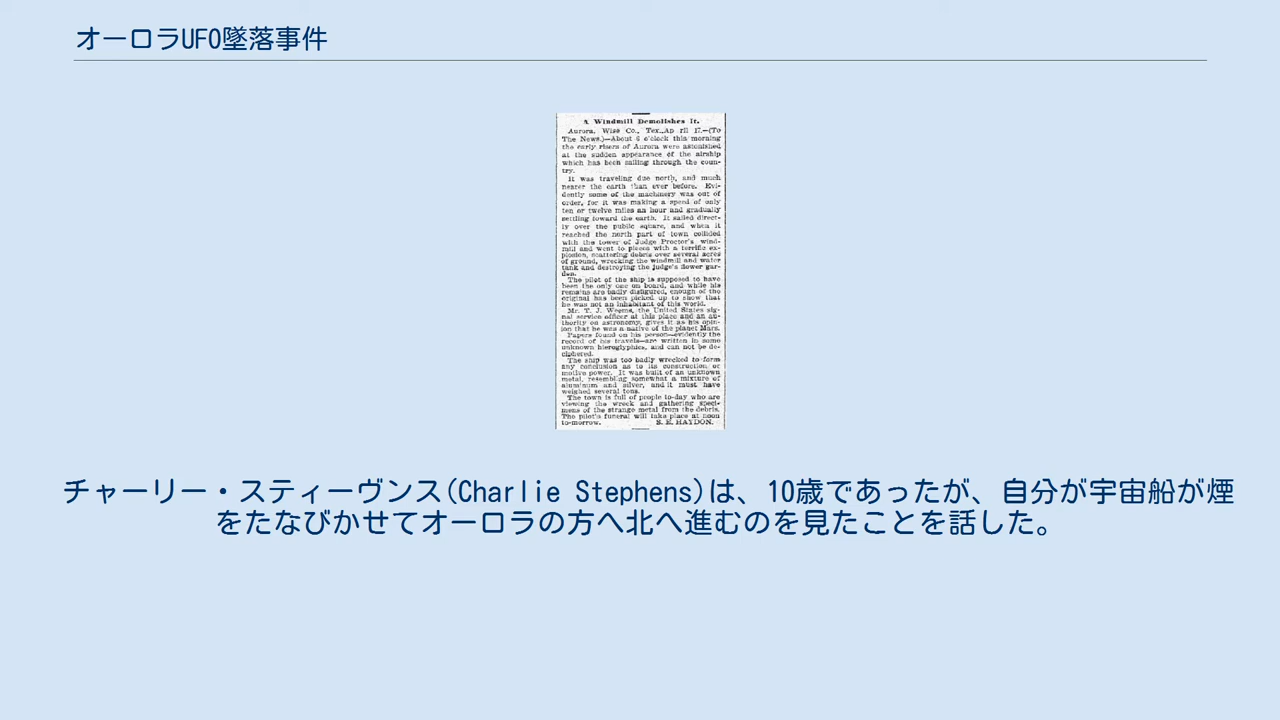 オーロラUFO墜落事件
A Windmill Demolishes It.
Aurora, Wise Co., Tex., Ap ril 17.—(To
The News.)—About 6 o'clock this morning
the early risers of Aurora were astonished
at the sudden appearance of the airship
which has been sailing through the coun-
try.
It was traveling due north, and much
nearer the earth than ever before. Evi-
dently some of the machinery was out of
order, for it was making a speed of only
ten or twelve miles an hour and gradually
settling toward the earth. It sailed direct-
ly over the public square, and when it
reached the north part of town collided
with the tower of Judge Proctor's wind-
mill and went to pieces with a terrific ex-
plosion, scattering debris over several acres
of ground, wrecking the windmill and water
tank and destroying the judge's flower gar-
den.
The pilot of the ship is supposed to have
been the only one on board, and while his
remains are badly disfigured, enough of the
original has been picked up to show that
he was not an inhabitant of this world.
Mr. T. J. Weems, the United States sig-
nal service officer at this place and an au-
thority on astronomy, gives it as his opin-
ion that he was a native of the planet Mars.
Papers found on his person—evidently the
record of his travels—are written in some
unknown hieroglyphics, and can not be de-
ciphered.
The ship was too badly wrecked to form
any conclusion as to its construction or
motive power. It was built of an unknown
metal, resembling somewhat a mixture of
aluminum and silver, and it must have
weighed several tons.
The town is full of people to-day who are
viewing the wreck and gathering speci-
mens of the strange metal from the debris.
The pilot's funeral will take place at noon
to-morrow. S. E. HAYDON.
チャーリー・スティーヴンス(Charlie Stephens)は、10歳であったが、自分が宇宙船が煙
をたなびかせてオーロラの方へ北へ進むのを見たことを話した。